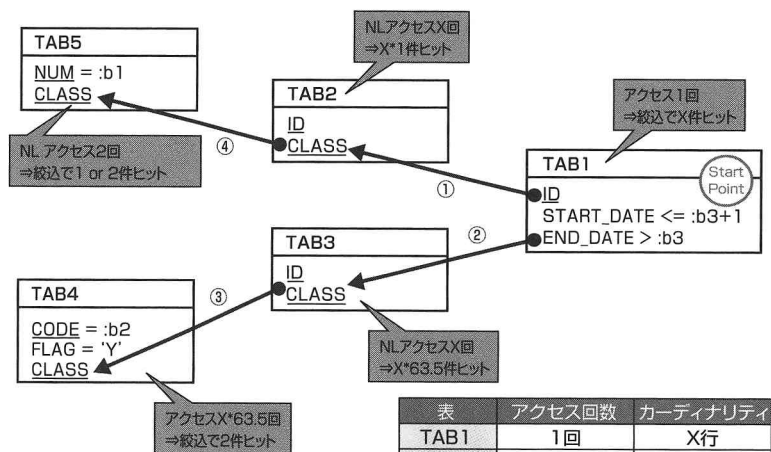 TAB5
NUM = :b1
CLASS
NL アクセス2回
⇒絞込で1 or 2件ヒット
④
NLアクセスX回
⇒X*1件ヒット
TAB2
ID
CLASS
①
アクセス1回
⇒絞込でX件ヒット
TAB1
Start
Point
ID
START_DATE <= :b3+1
END_DATE > :b3
②
TAB3
ID
CLASS
NLアクセスX回
⇒X*63.5件ヒット
③
TAB4
CODE = :b2
FLAG = 'Y'
CLASS
アクセスX*63.5回
⇒絞込で2件ヒット
表 アクセス回数 カーディナリティ
TAB1 1回 X行